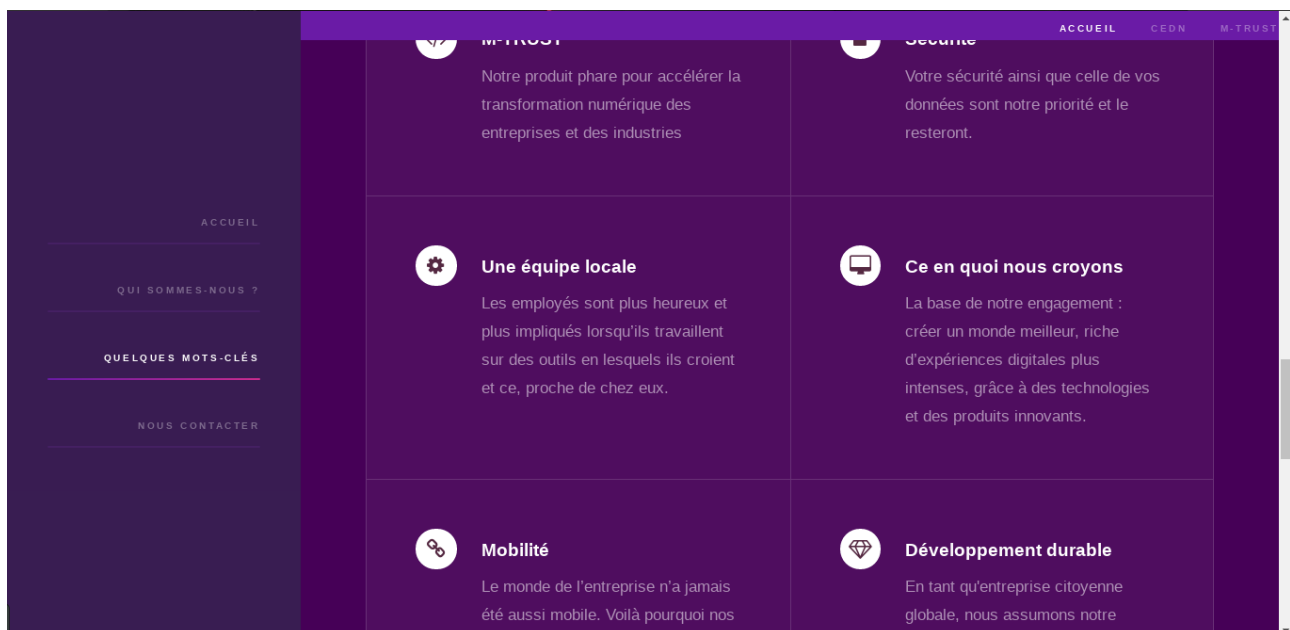 ACCUEIL CEDN M-TRUST
ACCUEIL
QUI SOMMES-NOUS ?
QUELQUES MOTS-CLÉS
NOUS CONTACTER
M-TRUST
Notre produit phare pour accélérer la
transformation numérique des
entreprises et des industries
Sécurité
Votre sécurité ainsi que celle de vos
données sont notre priorité et le
resteront.
Une équipe locale
Les employés sont plus heureux et
plus impliqués lorsqu’ils travaillent
sur des outils en lesquels ils croient
et ce, proche de chez eux.
Ce en quoi nous croyons
La base de notre engagement :
créer un monde meilleur, riche
d’expériences digitales plus
intenses, grâce à des technologies
et des produits innovants.
Mobilité
Le monde de l’entreprise n’a jamais
été aussi mobile. Voilà pourquoi nos
Développement durable
En tant qu'entreprise citoyenne
globale, nous assumons notre